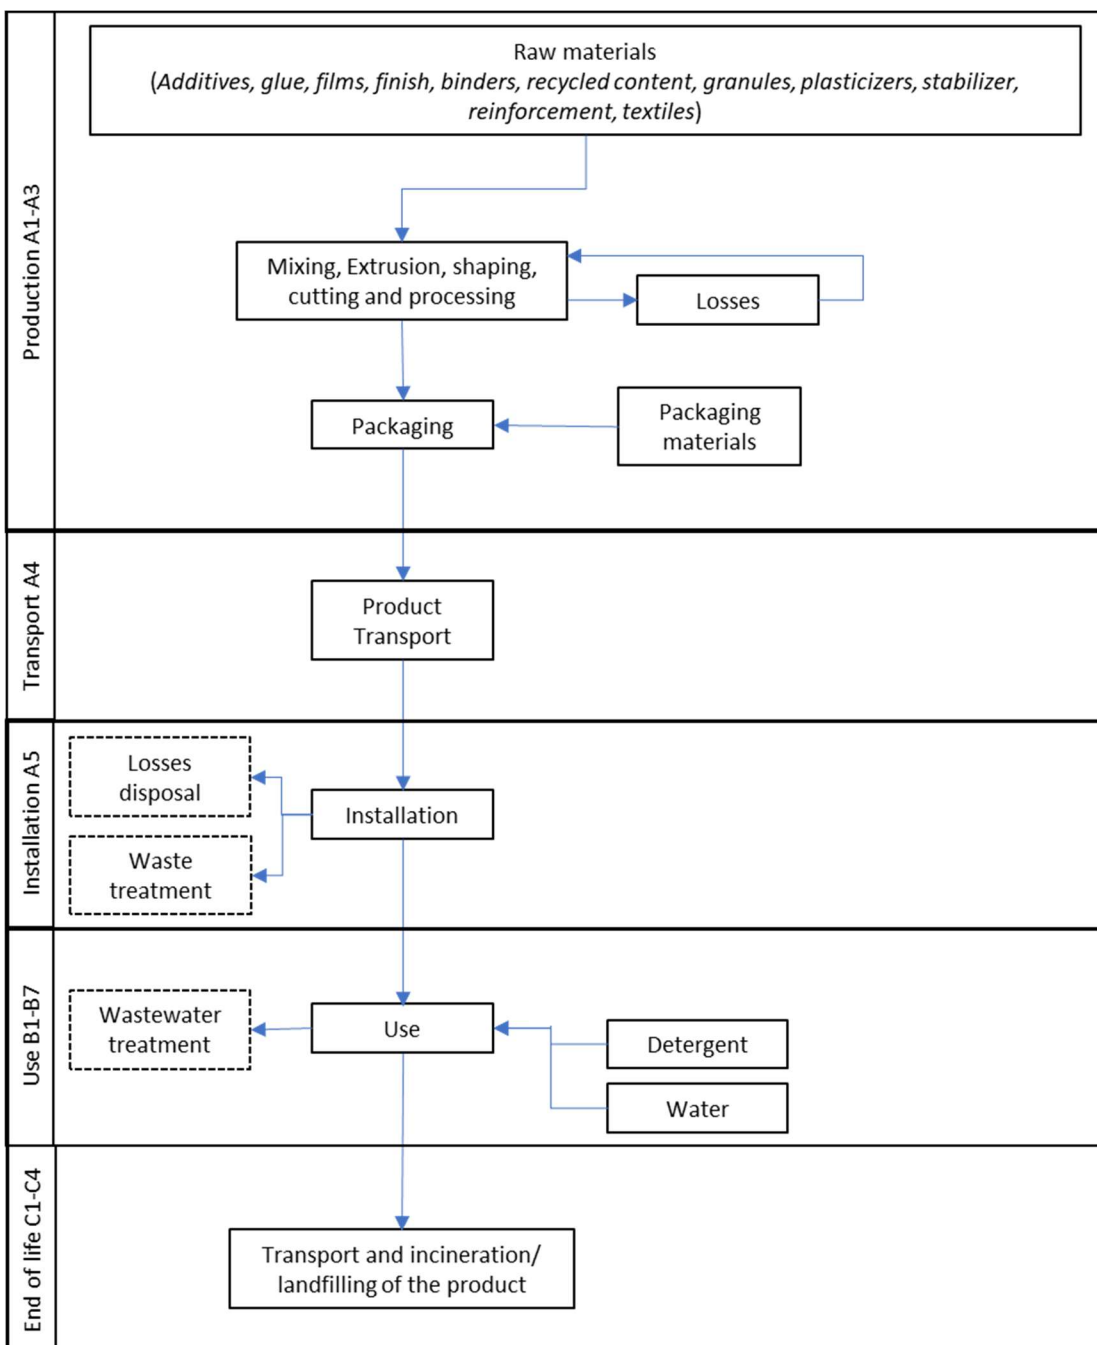 Production A1-A3
Raw materials
(Additives, glue, films, finish, binders, recycled content, granules, plasticizers, stabilizer,
reinforcement, textiles)
Mixing, Extrusion, shaping,
cutting and processing
Losses
Packaging
Packaging
materials
Transport A4
Product
Transport
Installation A5
Losses
disposal
Installation
Waste
treatment
Use B1-B7
Wastewater
treatment
Use
Detergent
Water
End of life C1-C4
Transport and incineration/
landfilling of the product